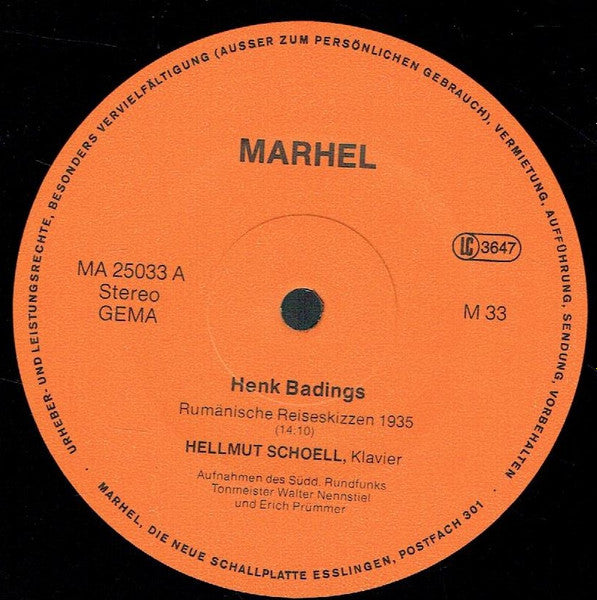 URHEBER- UND LEISTUNGSRECHTE, BESONDERS VERVIELFÄLTIGUNG (AUSSER ZUM PERSÖNLICHEN GEBRAUCH), VERMIETUNG, AUFFÜHRUNG, SENDUNG, VORBEHALTEN
MARHEL
LC 3647
MA 25033 A
Stereo
GEMA
M 33
Henk Badings
Rumänische Reiseskizzen 1935
(14.10)
HELLMUT SCHOELL, Klavier
Aufnahmen des Südd. Rundfunks
Tonmeister Walter Nennstiel
und Erich Prümmer
MARHEL, DIE NEUE SCHALLPLATTE ESSLINGEN, POSTFACH 301